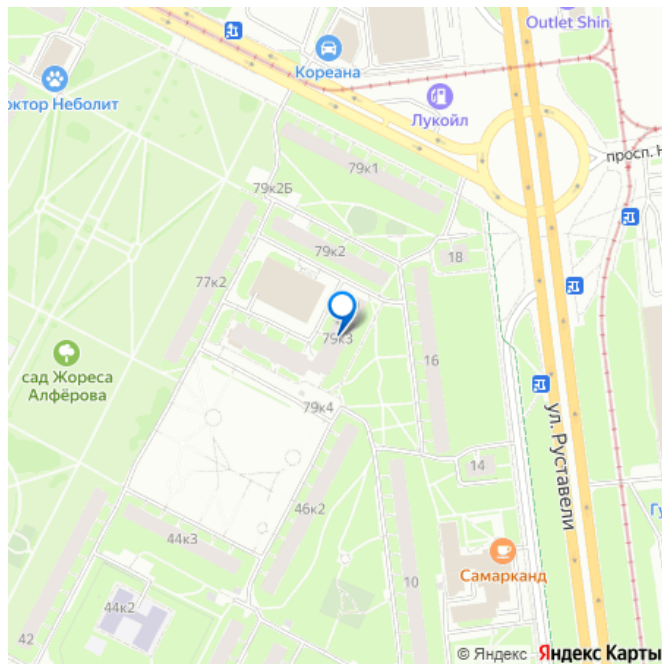 Outlet Shin
Кореана
октор Неболит
Лукойл
просп. Н
79к1
79к2Б
79к2
18
77к2
79к3
16
сад Жореса
Алфёрова
79к4
ул. Руставели
14
46к2
44к3
Гу
10
Самарканд
44к2
42
© Яндекс Яндекс Карты